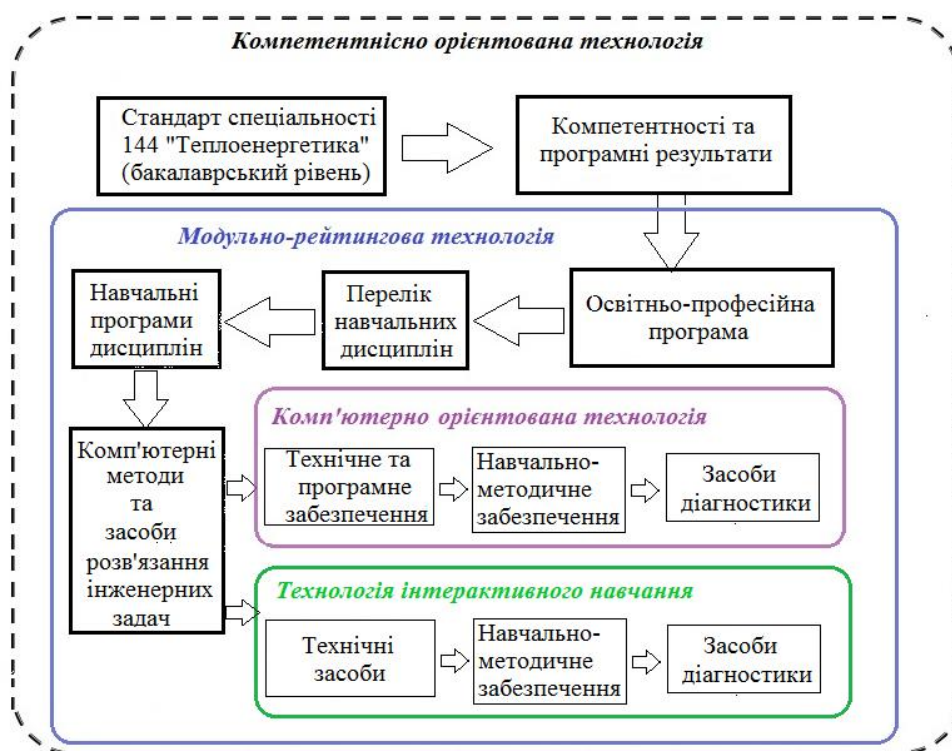 Компетентнісно орієнтована технологія
Стандарт спеціальності
144 "Теплоенергетика"
(бакалаврський рівень)
Компетентності та
програмні результати
Модульно-рейтингова технологія
Навчальні
програми
дисциплін
Перелік
навчальних
дисциплін
Освітньо-професійна
програма
Комп'ютерні
методи
та
засоби
розв'язання
інженерних
задач
Комп'ютерно орієнтована технологія
Технічне та
програмне
забезпечення
Навчально-
методичне
забезпечення
Засоби
діагностики
Технологія інтерактивного навчання
Технічні
засоби
Навчально-
методичне
забезпечення
Засоби
діагностики